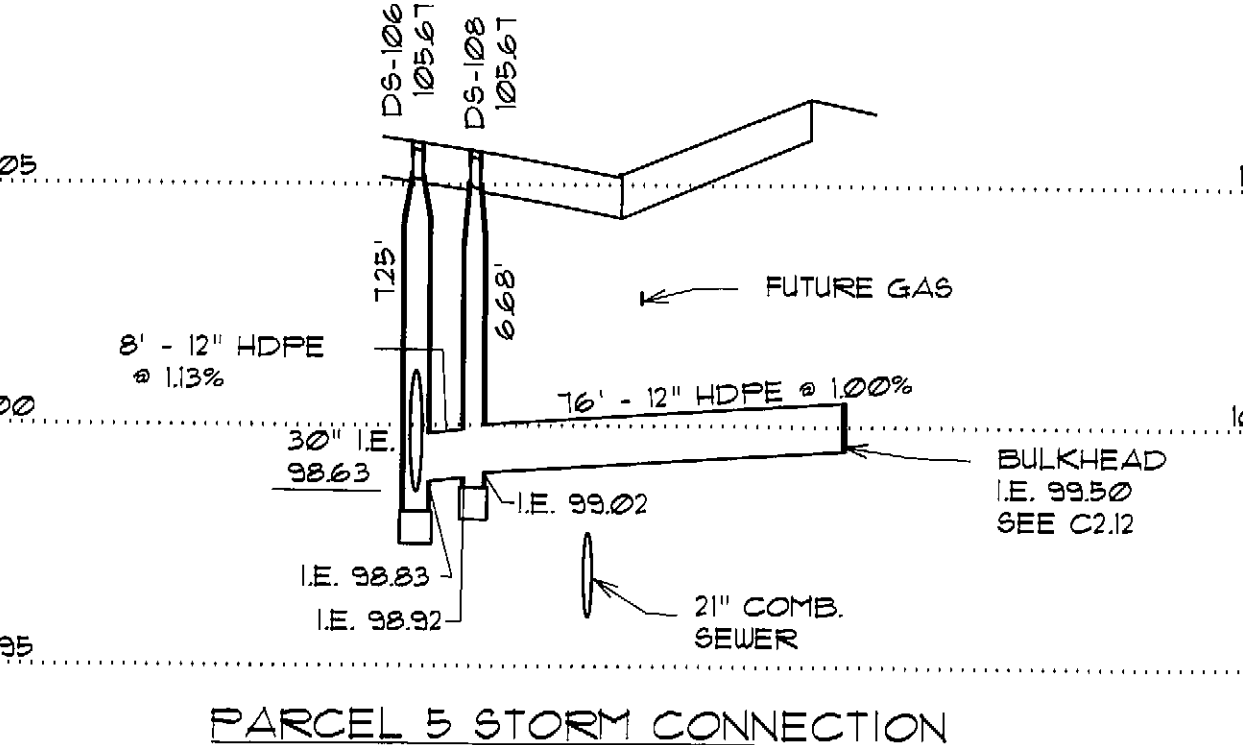 DS-106
105.67
DS-108
105.67
05
1
7.25'
6.68'
FUTURE GAS
8' - 12" HDPE
@ 1.13%
76' - 12" HDPE @ 1.00%
00
10
30" I.E.
98.63
BULKHEAD
I.E. 99.50
SEE C2.12
I.E. 99.02
I.E. 98.83
I.E. 98.92
21" COMB.
SEWER
95
PARCEL 5 STORM CONNECTION